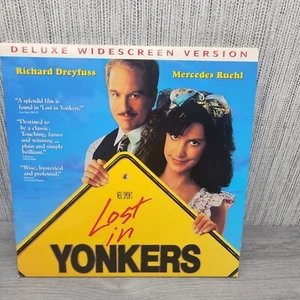 DELUXE WIDESCREEN VERSION
Richard Dreyfuss
Mercedes Ruehl
"A splendid film is
found in "Lost in Yonkers."
"Destined to
be a classic.
Touching, funny
and winning...
plain and simply
brilliant."
"Wise, hysterical
and profound."
NEIL SIMON'S
Lost
in
YONKERS